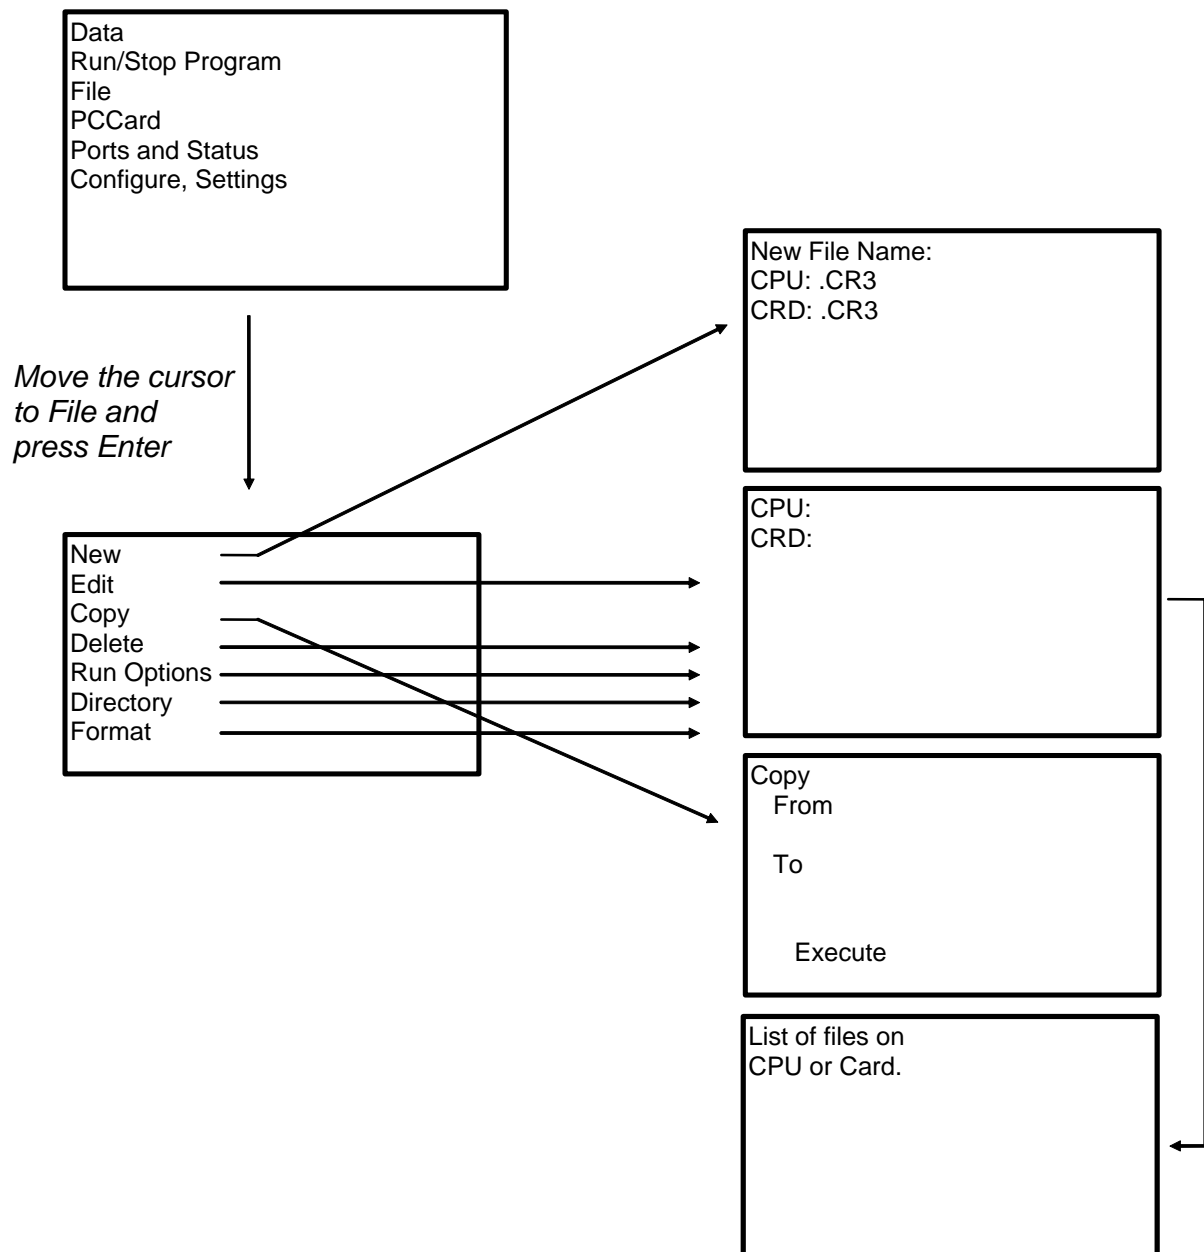 Data
Run/Stop Program
File
PCCard
Ports and Status
Configure, Settings
Move the cursor
to File and
press Enter
New
Edit
Copy
Delete
Run Options
Directory
Format
New File Name:
CPU: .CR3
CRD: .CR3
CPU:
CRD:
Copy
From
To
Execute
List of files on
CPU or Card.